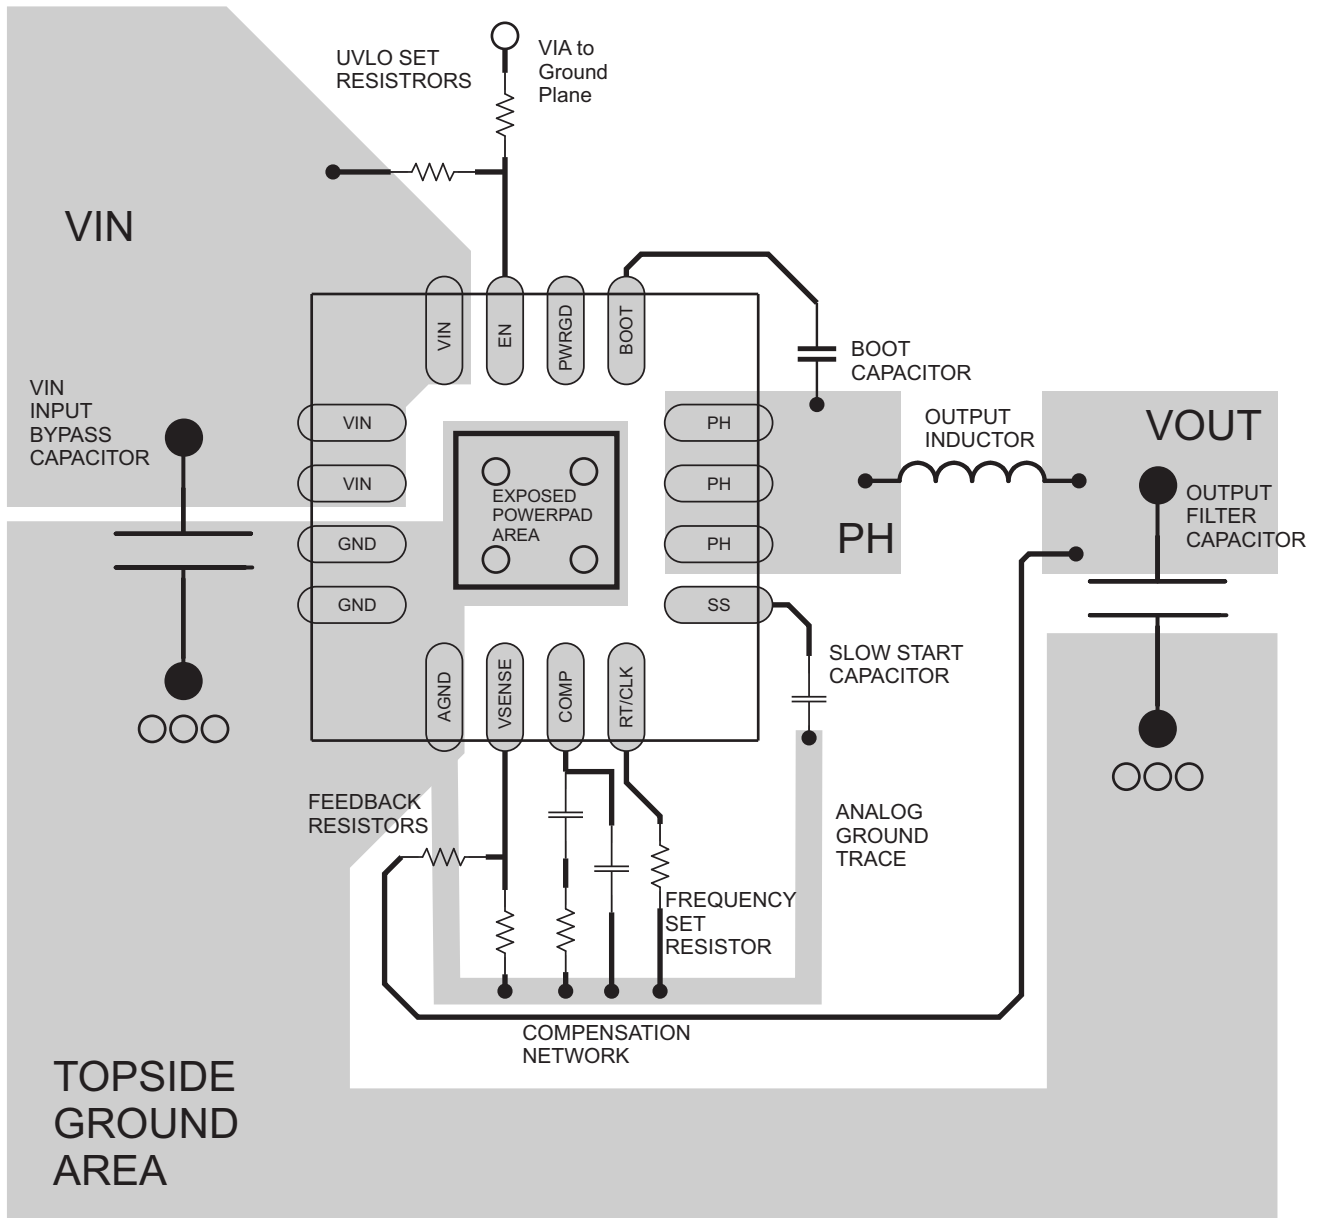 UVLO SET
RESISTRORS
VIA to
Ground
Plane
VIN
VIN
EN
PWRGD
BOOT
BOOT
CAPACITOR
VIN
INPUT
BYPASS
CAPACITOR
VIN
VIN
GND
GND
EXPOSED
POWERPAD
AREA
PH
PH
PH
SS
PH
OUTPUT
INDUCTOR
VOUT
OUTPUT
FILTER
CAPACITOR
AGND
VSENSE
COMP
RT/CLK
SLOW START
CAPACITOR
FEEDBACK
RESISTORS
ANALOG
GROUND
TRACE
FREQUENCY
SET
RESISTOR
COMPENSATION
NETWORK
TOPSIDE
GROUND
AREA